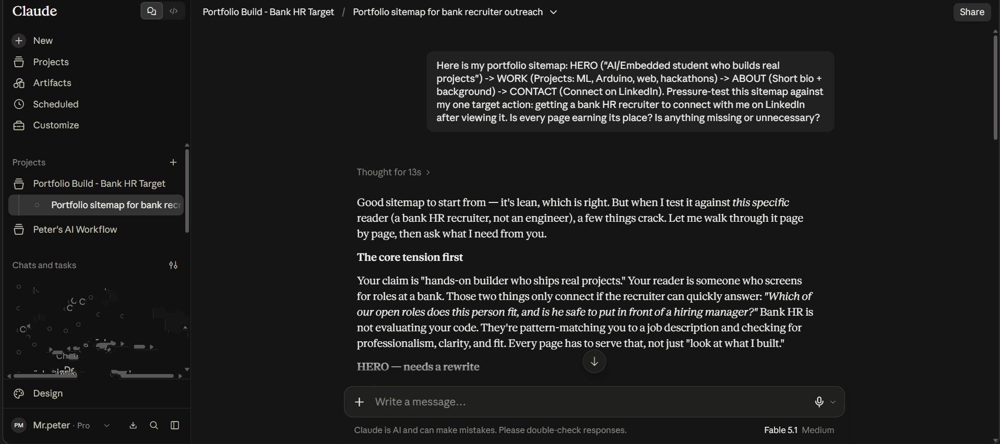 Claude
New
Projects
Artifacts
Scheduled
Customize
Projects
Portfolio Build - Bank HR Target
Portfolio sitemap for bank recr
Peter's AI Workflow
Chats and tasks
Design
PM Mr.peter · Pro
Portfolio Build - Bank HR Target / Portfolio sitemap for bank recruiter outreach
Share
Here is my portfolio sitemap: HERO ("AI/Embedded student who builds real
projects") -> WORK (Projects: ML, Arduino, web, hackathons) -> ABOUT (Short bio +
background) -> CONTACT (Connect on LinkedIn). Pressure-test this sitemap against
my one target action: getting a bank HR recruiter to connect with me on LinkedIn
after viewing it. Is every page earning its place? Is anything missing or unnecessary?
Thought for 13s
Good sitemap to start from — it's lean, which is right. But when I test it against this specific
reader (a bank HR recruiter, not an engineer), a few things crack. Let me walk through it page
by page, then ask what I need from you.
The core tension first
Your claim is "hands-on builder who ships real projects." Your reader is someone who screens
for roles at a bank. Those two things only connect if the recruiter can quickly answer: "Which of
our open roles does this person fit, and is he safe to put in front of a hiring manager?" Bank HR is
not evaluating your code. They're pattern-matching you to a job description and checking for
professionalism, clarity, and fit. Every page has to serve that, not just "look at what I built."
HERO — needs a rewrite
Write a message...
Claude is AI and can make mistakes. Please double-check responses.
Fable 5.1 Medium